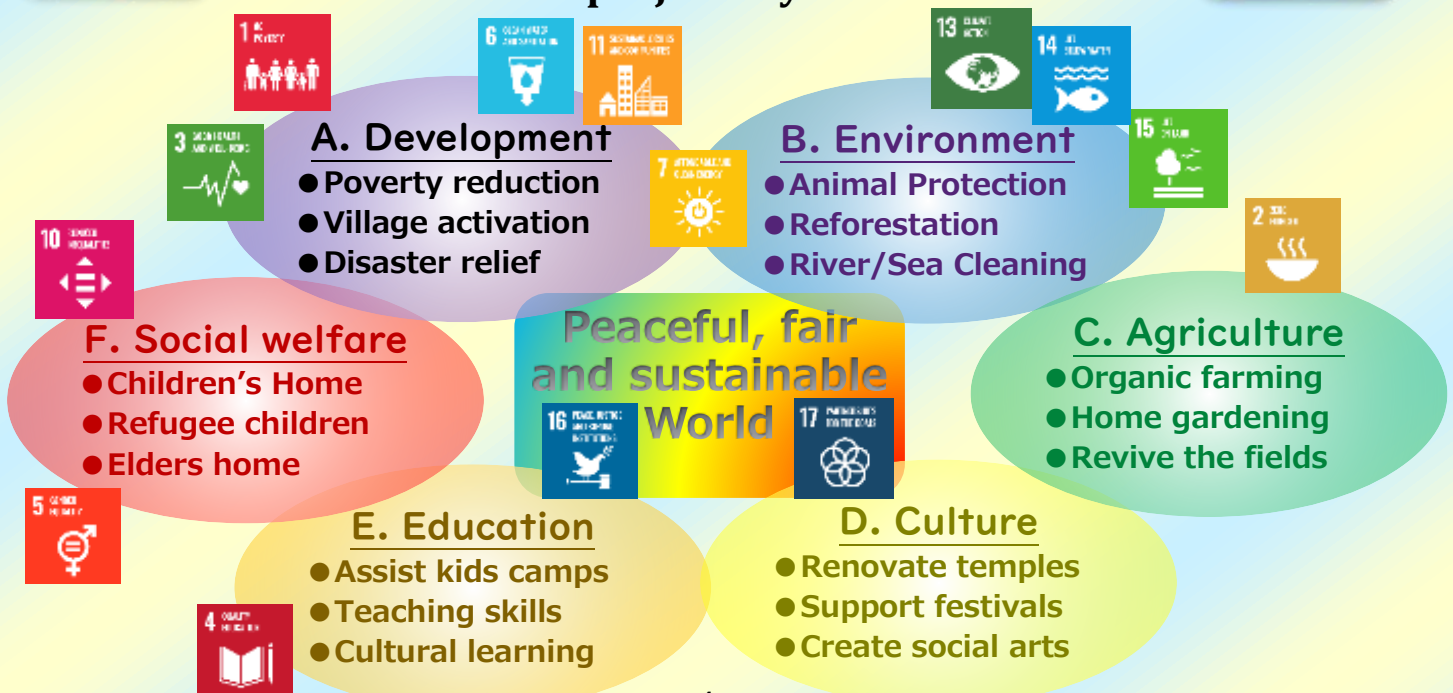 1
6
11
13
14
15
3
7
2
10
A. Development
●Poverty reduction
●Village activation
●Disaster relief
B. Environment
●Animal Protection
●Reforestation
●River/Sea Cleaning
F. Social welfare
●Children’s Home
●Refugee children
●Elders home
Peaceful, fair
and sustainable
World
16
17
C. Agriculture
●Organic farming
●Home gardening
●Revive the fields
5
E. Education
●Assist kids camps
●Teaching skills
●Cultural learning
D. Culture
●Renovate temples
●Support festivals
●Create social arts
4